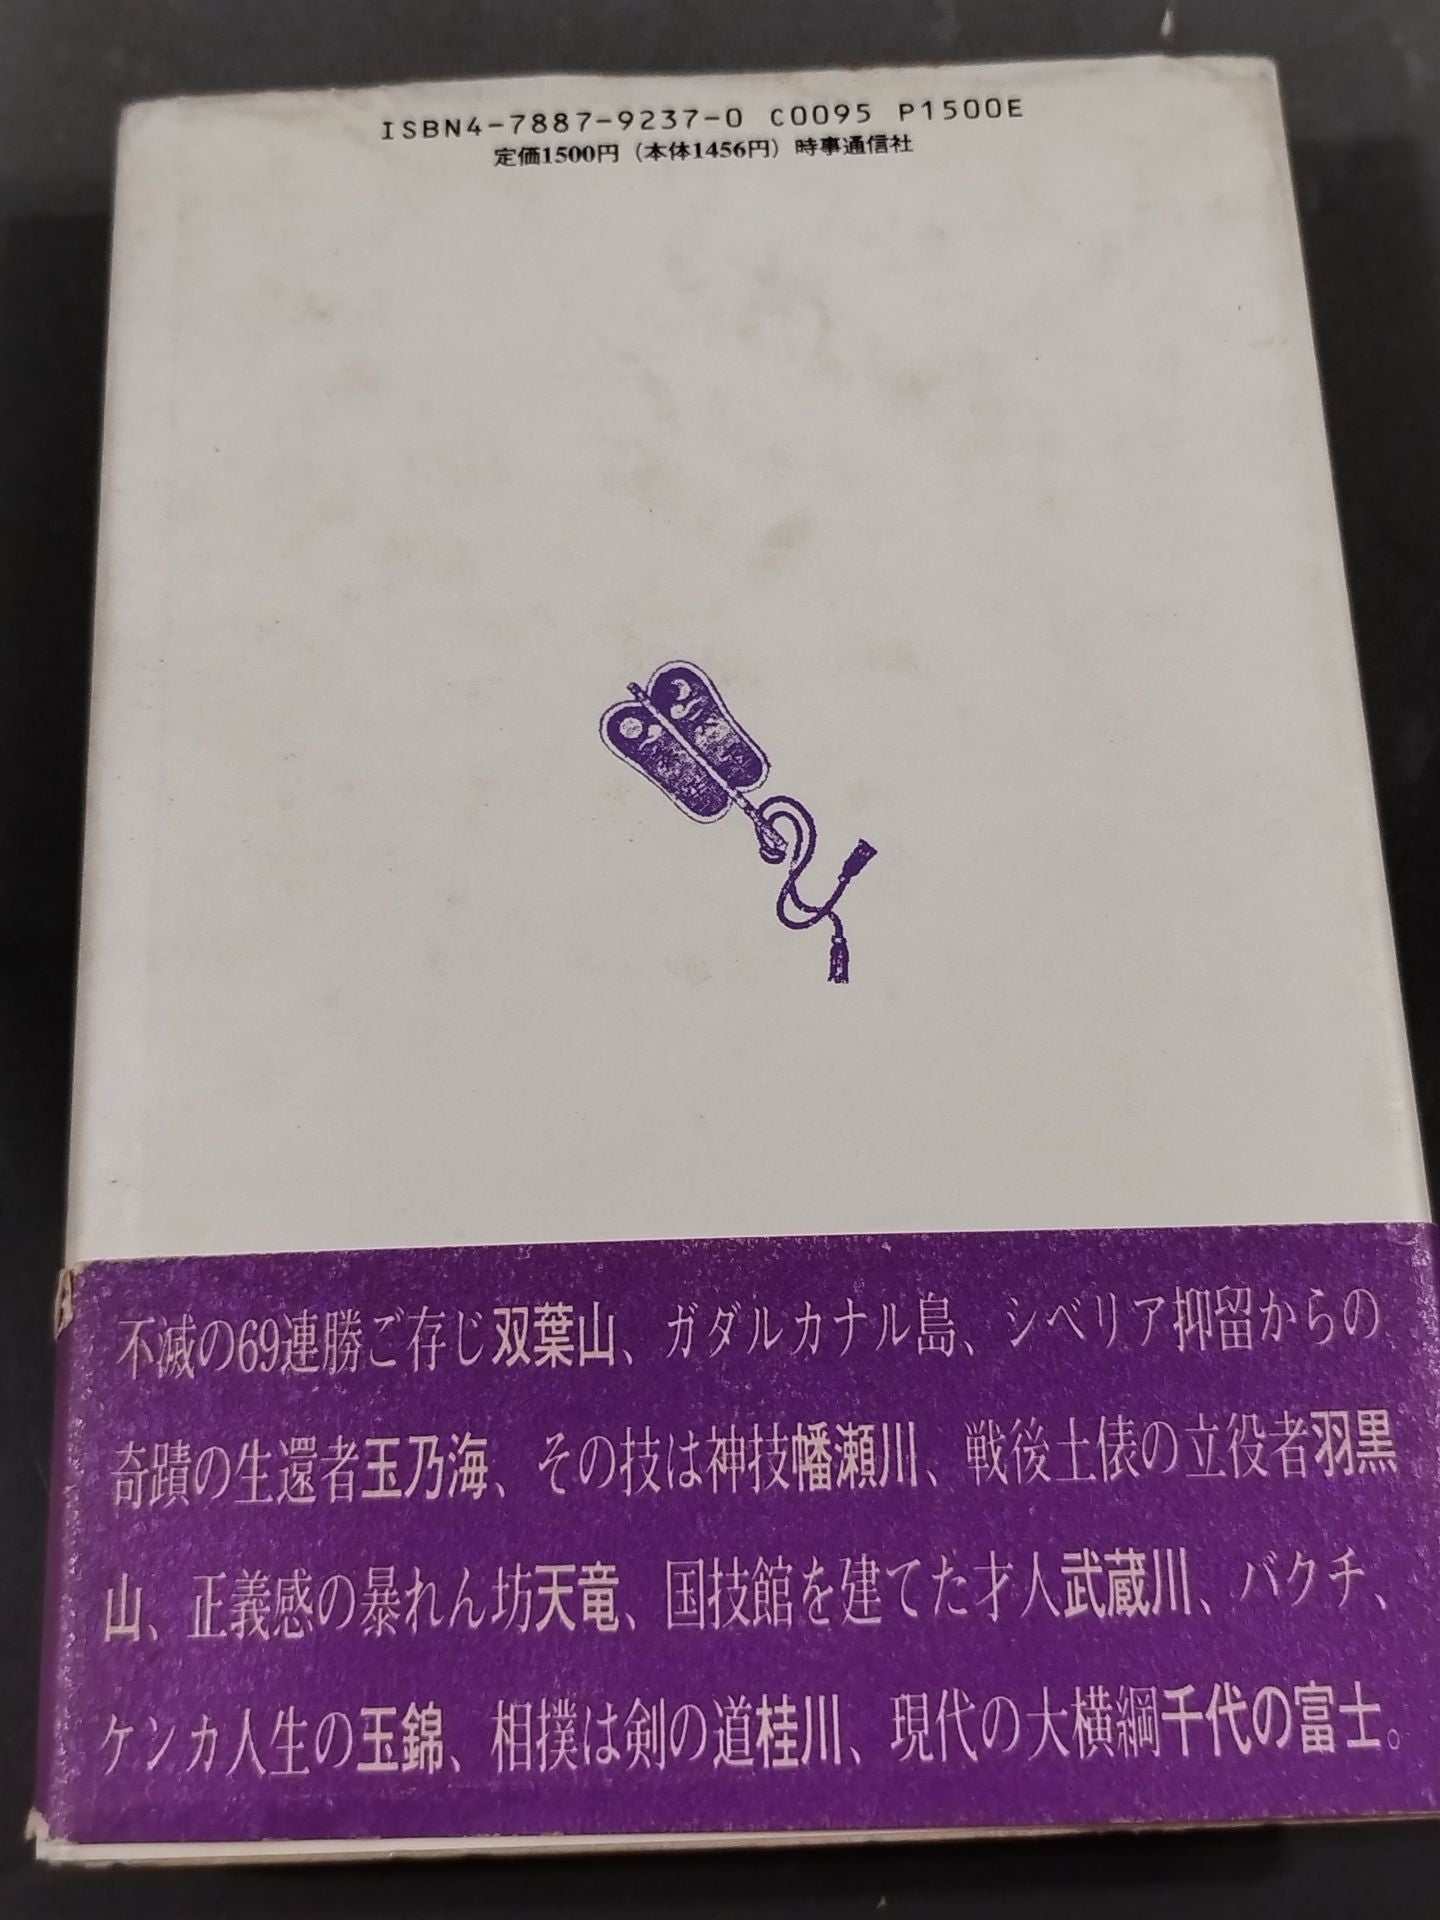 ISBN4-7887-9237-0 C0095 P1500E
定価1500円（本体1456円）時事通信社
不滅の69連勝ご存じ双葉山、ガダルカナル島、シベリア抑留からの
奇蹟の生還者玉乃海、その技は神技幡瀬川、戦後土俵の立役者羽黒
山、正義感の暴れん坊天竜、国技館を建てた才人武蔵川、バクチ、
ケンカ人生の玉錦、相撲は剣の道桂川、現代の大横綱千代の富士。